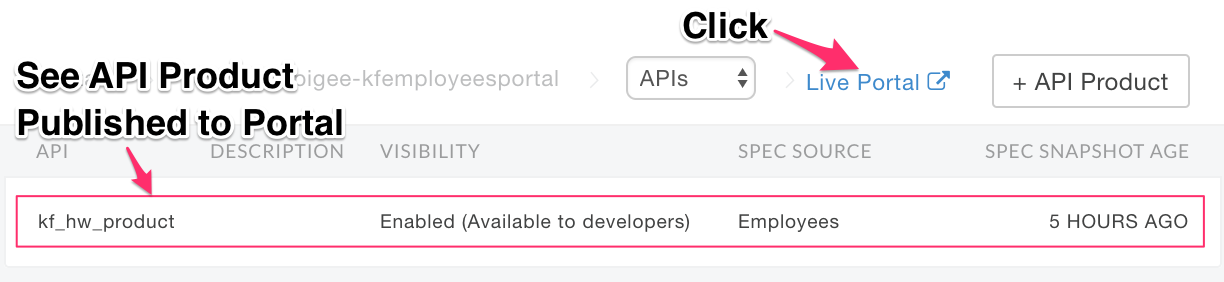 Click
See API Product
Published to Portal
pigee-kfemployeesportal
APIs
Live Portal
+ API Product
API DESCRIPTION VISIBILITY SPEC SOURCE SPEC SNAPSHOT AGE
kf_hw_product Enabled (Available to developers) Employees 5 HOURS AGO